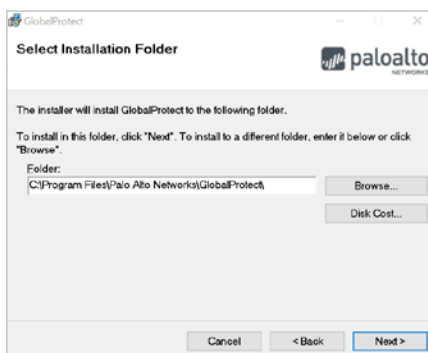 GlobalProtect
Select Installation Folder
paloalto
NETWORKS
The installer will install GlobalProtect to the following folder.
To install in this folder, click "Next". To install to a different folder, enter it below or click
"Browse".
Folder:
C:\Program Files\Palo Alto Networks\GlobalProtect\
Browse...
Disk Cost...
Cancel
< Back
Next >